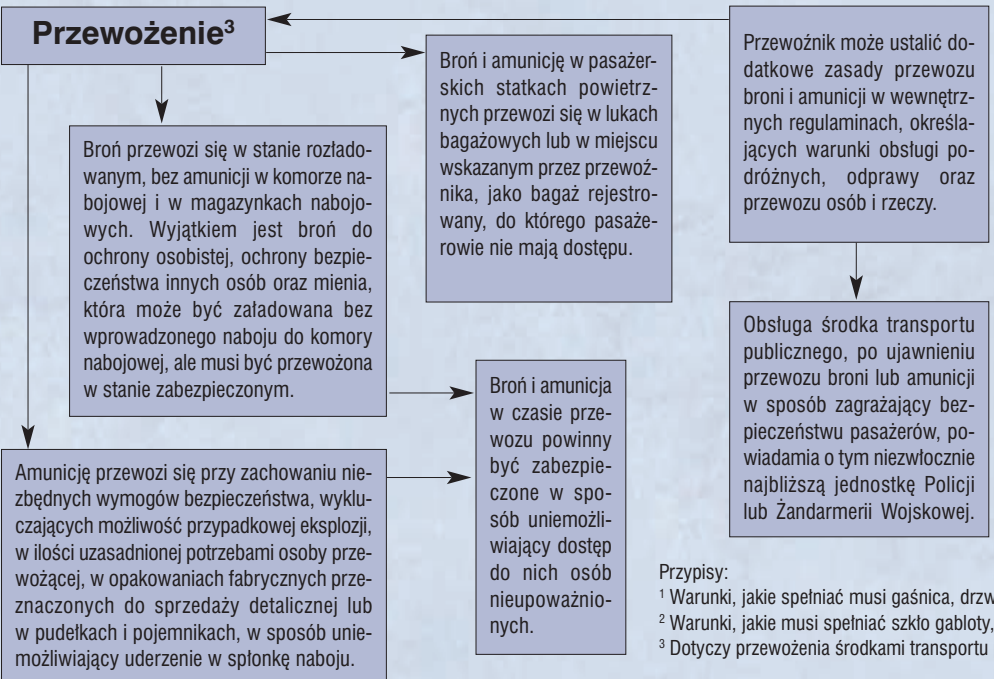 Przewożenie³
Broń przewozi się w stanie rozłado-
wanym, bez amunicji w komorze na-
bojowej i w magazynkach nabojo-
wych. Wyjątkiem jest broń do
ochrony osobistej, ochrony bezpie-
czeństwa innych osób oraz mienia,
która może być załadowana bez
wprowadzonego naboju do komory
nabojowej, ale musi być przewożona
w stanie zabezpieczonym.
Amunicję przewozi się przy zachowaniu nie-
zbędnych wymogów bezpieczeństwa, wyklu-
czających możliwość przypadkowej eksplozji,
w ilości uzasadnionej potrzebami osoby prze-
wożącej, w opakowaniach fabrycznych prze-
znaczonych do sprzedaży detalicznej lub
w pudełkach i pojemnikach, w sposób unie-
możliwiający uderzenie w spłonkę naboju.
Broń i amunicję w pasażer-
skich statkach powietrz-
nych przewozi się w lukach
bagażowych lub w miejscu
wskazanym przez przewoź-
nika, jako bagaż rejestro-
wany, do którego pasaże-
rowie nie mają dostępu.
Broń i amunicja
w czasie prze-
wozu powinny
być zabezpie-
czone w spo-
sób uniemożli-
wiający dostęp
do nich osób
nieupoważnio-
nych.
Przewoźnik może ustalić do-
datkowe zasady przewozu
broni i amunicji w wewnętrz-
nych regulaminach, określa-
jących warunki obsługi po-
dróżnych, odprawy oraz
przewozu osób i rzeczy.
Obsługa środka transportu
publicznego, po ujawnieniu
przewozu broni lub amunicji
w sposób zagrażający bez-
pieczeństwu pasażerów, po-
wiadamia o tym niezwłocznie
najbliższą jednostkę Policji
lub Żandarmerii Wojskowej.
Przypisy:
¹ Warunki, jakie spełniać musi gaśnica, drzw
² Warunki, jakie musi spełniać szkło gabloty,
³ Dotyczy przewożenia środkami transportu